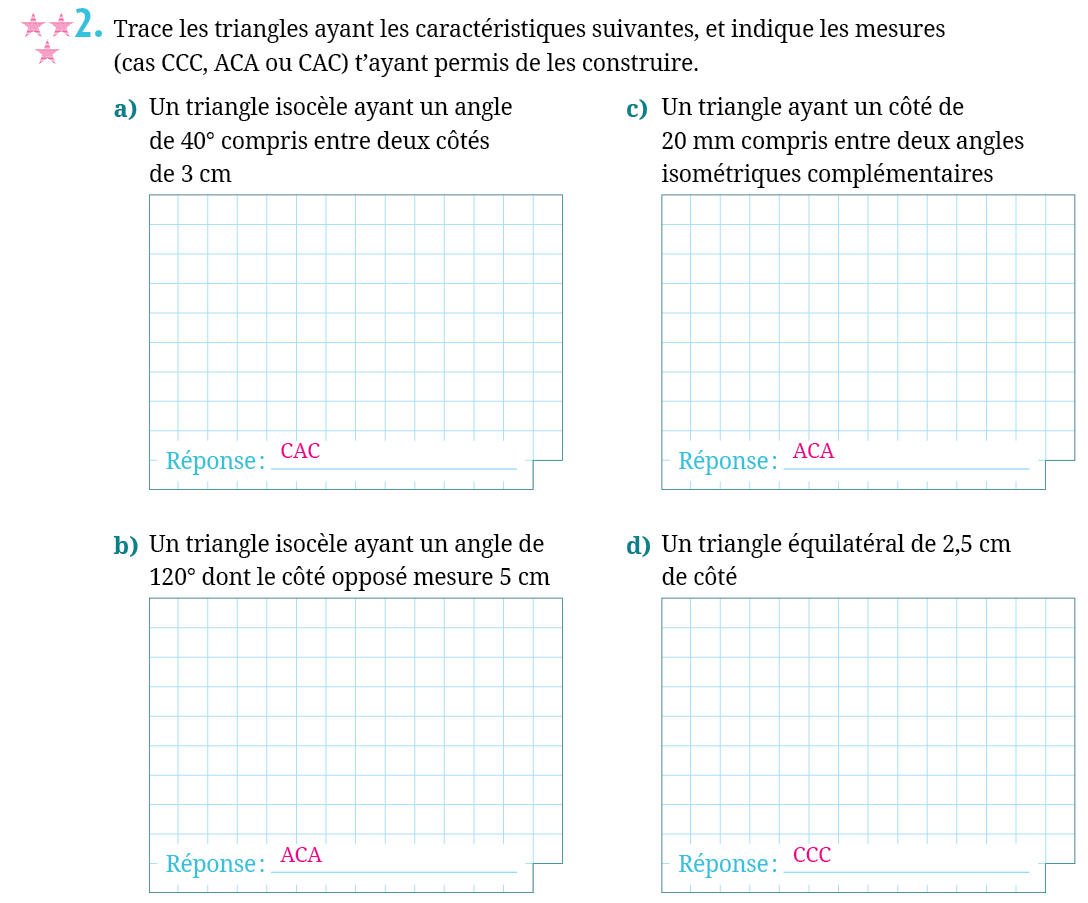 2. Trace les triangles ayant les caractéristiques suivantes, et indique les mesures
(cas CCC, ACA ou CAC) t’ayant permis de les construire.
a) Un triangle isocèle ayant un angle
de 40° compris entre deux côtés
de 3 cm
Réponse : CAC
c) Un triangle ayant un côté de
20 mm compris entre deux angles
isométriques complémentaires
Réponse : ACA
b) Un triangle isocèle ayant un angle de
120° dont le côté opposé mesure 5 cm
Réponse : ACA
d) Un triangle équilatéral de 2,5 cm
de côté
Réponse : CCC